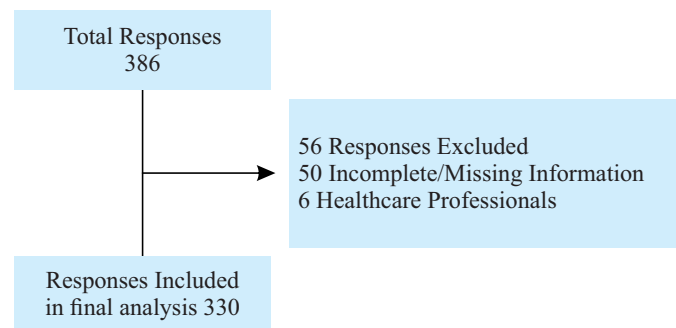 Total Responses
386
56 Responses Excluded
50 Incomplete/Missing Information
6 Healthcare Professionals
Responses Included
in final analysis 330